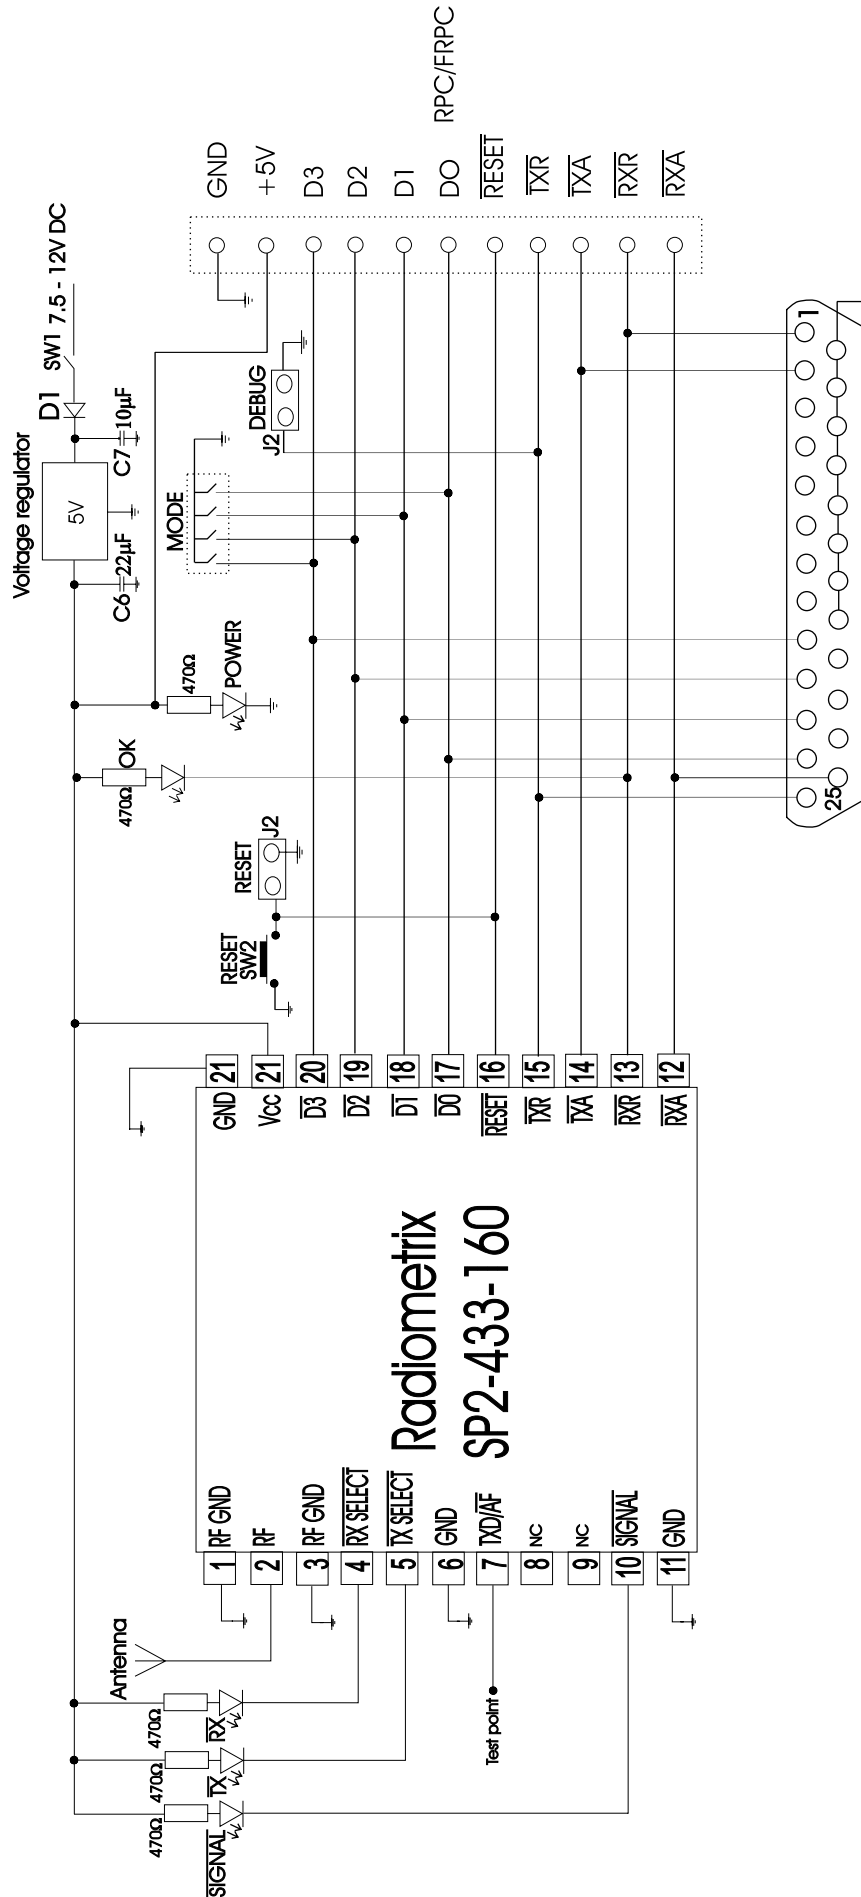 Voltage regulator
D1
SW1 7.5 - 12V DC
5V
C6 22µF
C7 10µF
Antenna
470Ω
470Ω
470Ω
SIGNAL
TX
RX
470Ω
OK
470Ω
POWER
MODE
RESET
SW2
RESET
J2
DEBUG
J2
1 RF GND
2 RF
3 RF GND
4 RX SELECT
5 TX SELECT
6 GND
7 TXD/AF
8 NC
9 NC
10 SIGNAL
11 GND
Test point
Radiometrix
SP2-433-160
GND 21
Vcc 21
D3 20
D2 19
D1 18
D0 17
RESET 16
TXR 15
TXA 14
RXR 13
RXA 12
GND
+5V
D3
D2
D1
DO
RPC/FRPC
RESET
TXR
TXA
RXR
RXA
25
1